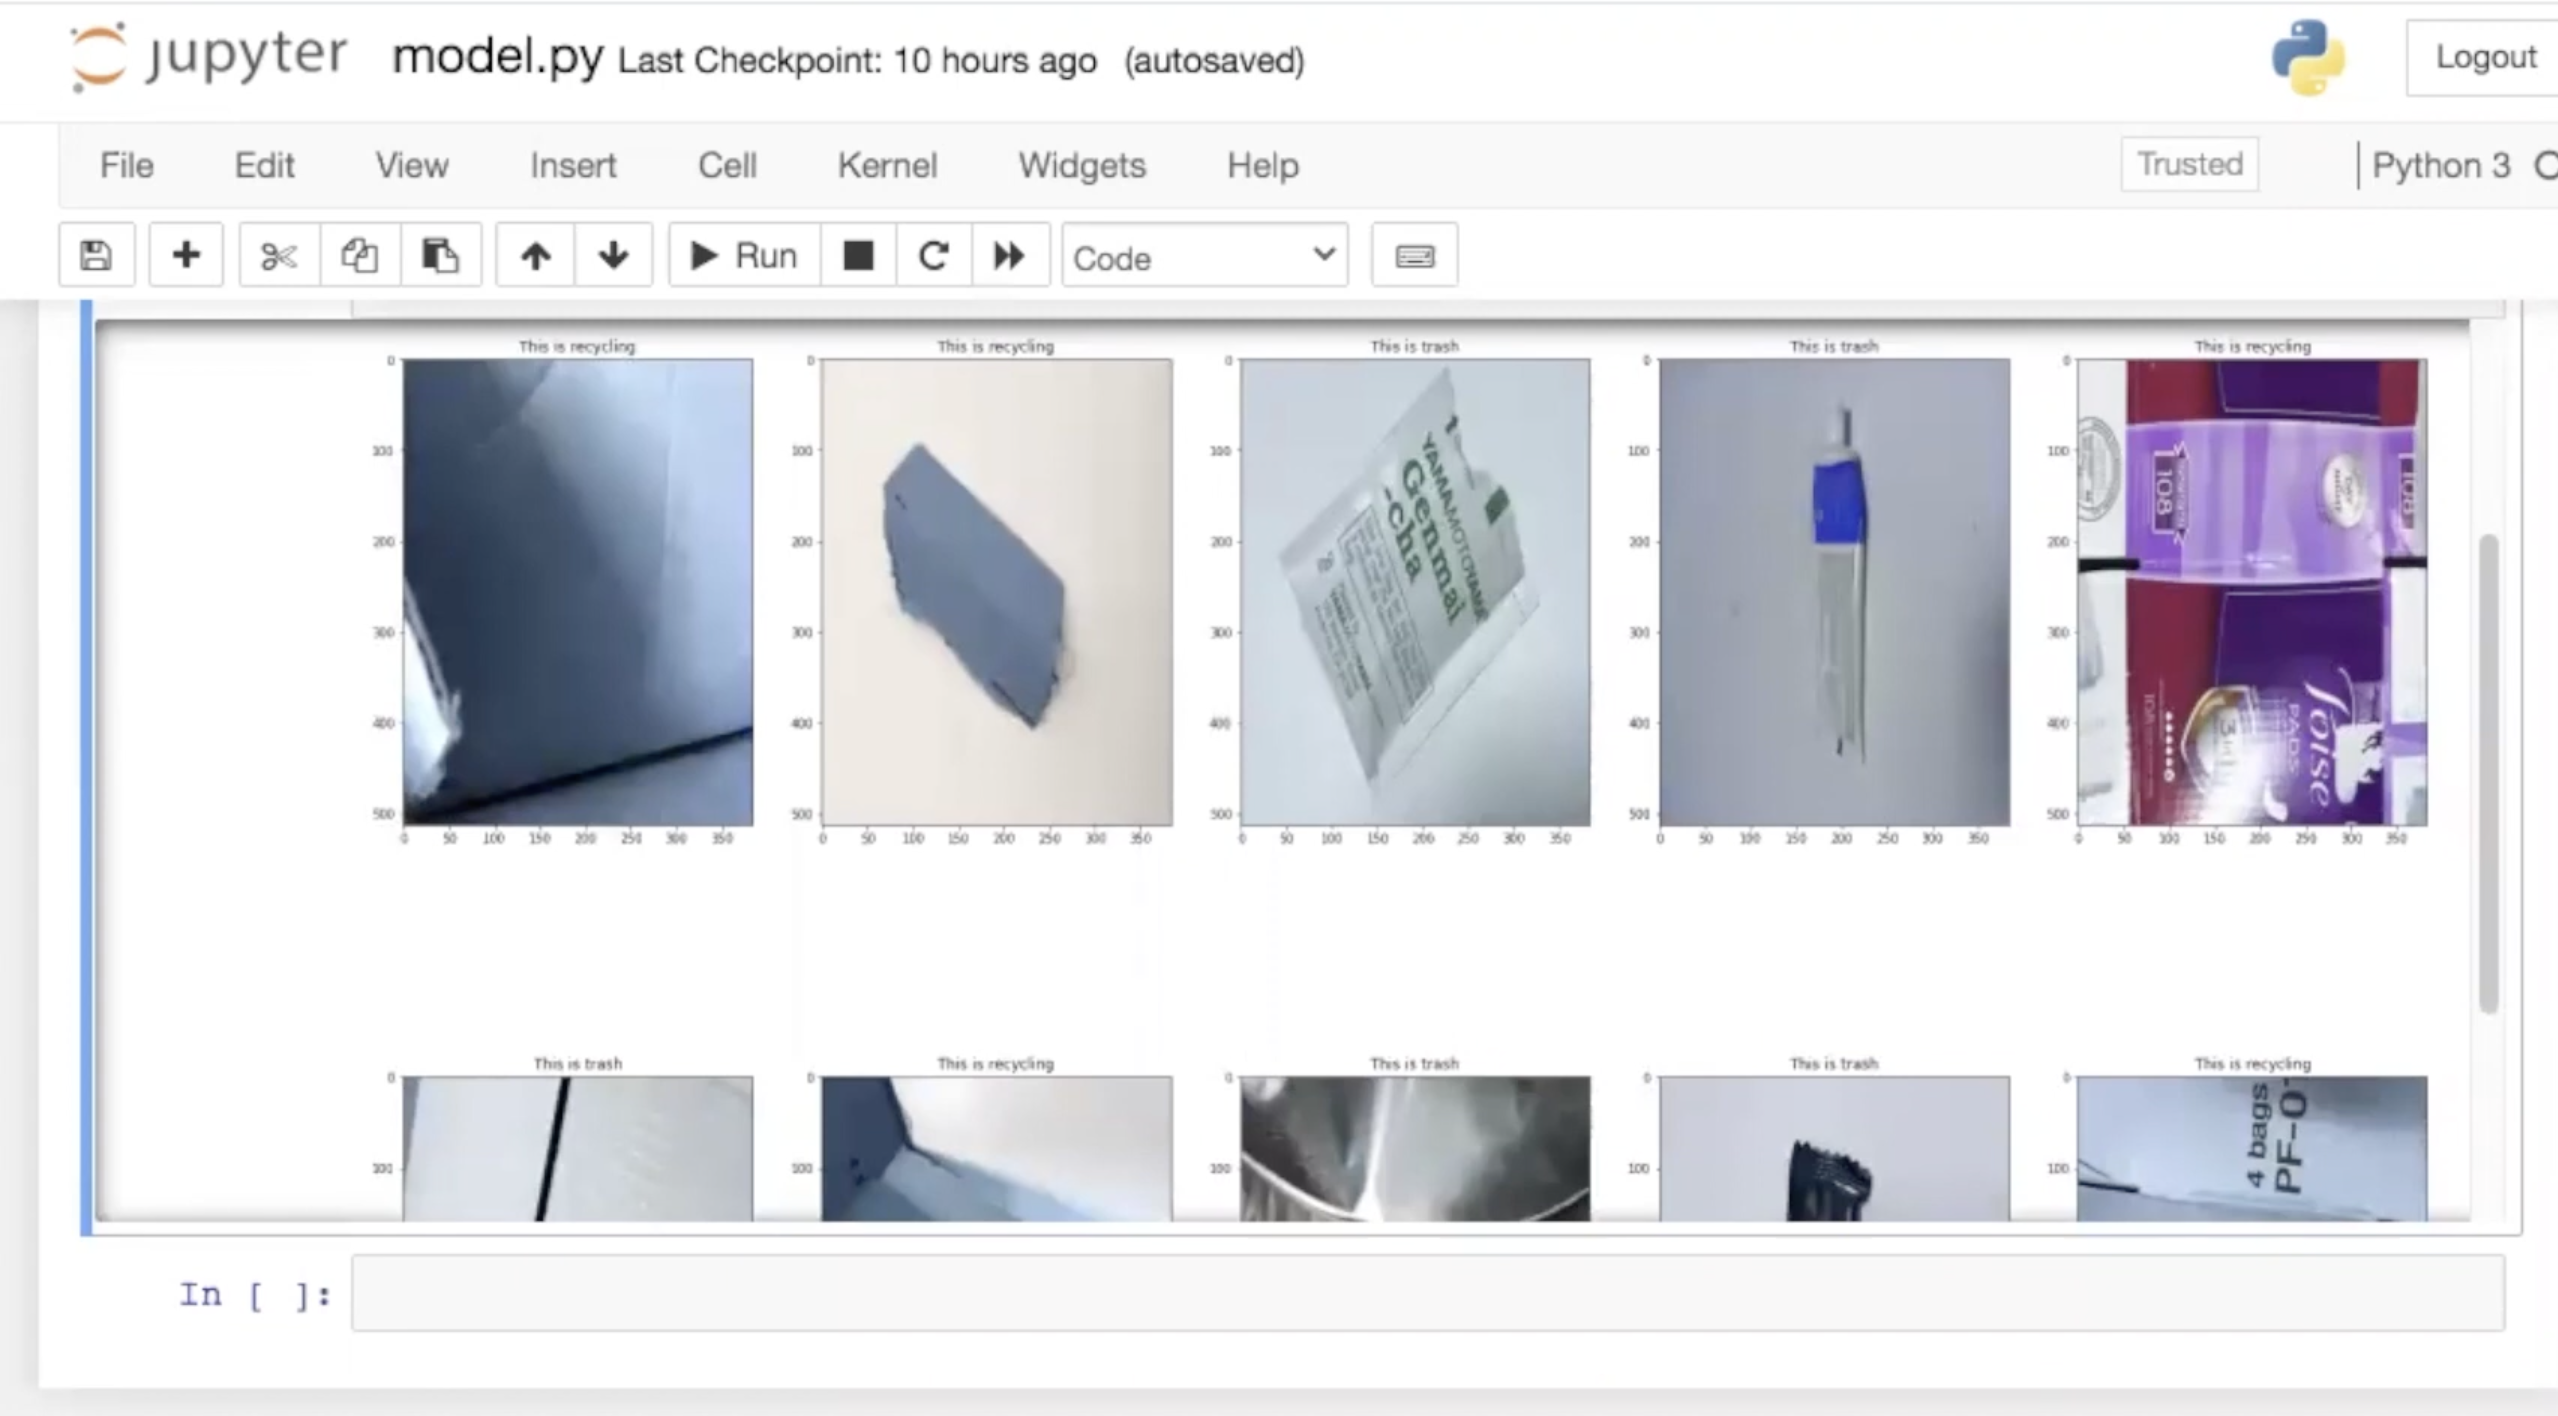 jupyter model.py Last Checkpoint: 10 hours ago (autosaved) Logout
File Edit View Insert Cell Kernel Widgets Help Trusted Python 3
Run Code
This is recycling This is recycling This is trash This is trash This is recycling
0 0 0 0 0
100 100 100 100 100
200 200 200 200 200
300 300 300 300 300
400 400 400 400 400
500 500 500 500 500
0 50 100 150 200 250 300 350 0 50 100 150 200 250 300 350 0 50 100 150 200 250 300 350 0 50 100 150 200 250 300 350 0 50 100 150 200 250 300 350
YAMAMOTOYAMA
Genmai
-cha
108
108
Poise
PADS
3in1
This is trash This is recycling This is trash This is trash This is recycling
0 0 0 0 0
100 100 100 100 100
4 bags
PF-0
In [ ]: